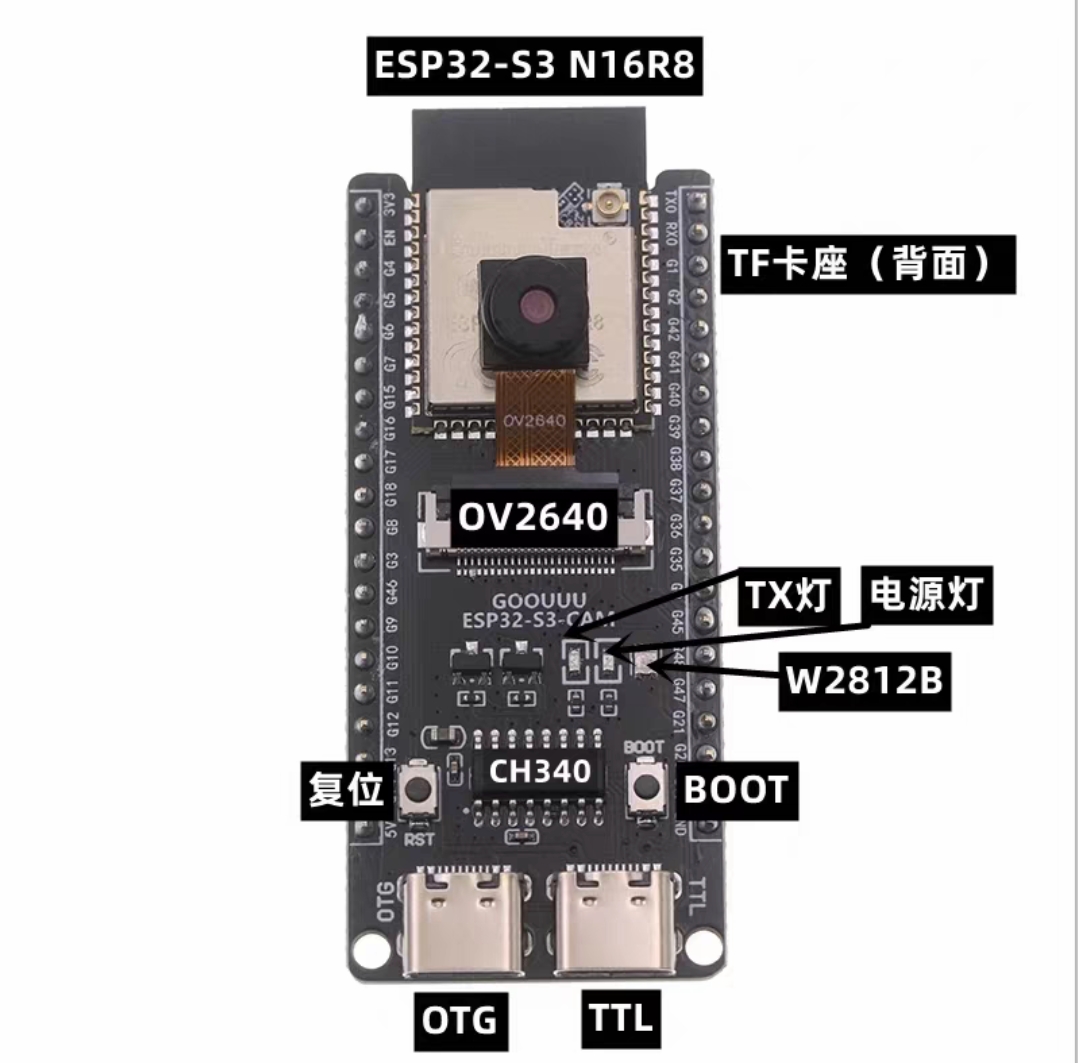 ESP32-S3 N16R8
TF卡座（背面）
3V3
EN
G4
G5
G6
G7
G15
G16
G17
G18
G8
G3
G46
G9
G10
G11
G12
13
5V
TX0
RX0
G1
G2
G42
G41
G40
G39
G38
G37
G36
G35
G45
G47
G21
OV2640
OV2640
GOOUUU
ESP32-S3-CAM
TX灯
电源灯
W2812B
CH340
复位
RST
BOOT
BOOT
OTG
TTL
OTG
TTL